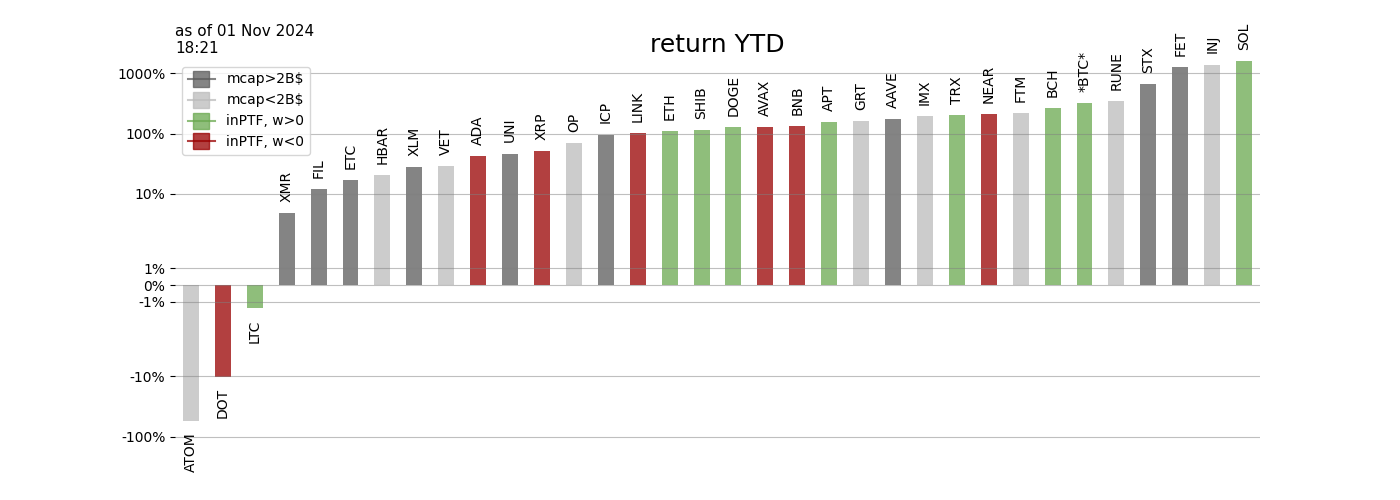 as of 01 Nov 2024
18:21
return YTD
mcap>2B$
mcap<2B$
inPTF, w>0
inPTF, w<0
1000%
100%
10%
1%
0%
-1%
-10%
-100%
ATOM
DOT
LTC
XMR
FIL
ETC
HBAR
XLM
VET
ADA
UNI
XRP
OP
ICP
LINK
ETH
SHIB
DOGE
AVAX
BNB
APT
GRT
AAVE
IMX
TRX
NEAR
FTM
BCH
*BTC*
RUNE
STX
FET
INJ
SOL